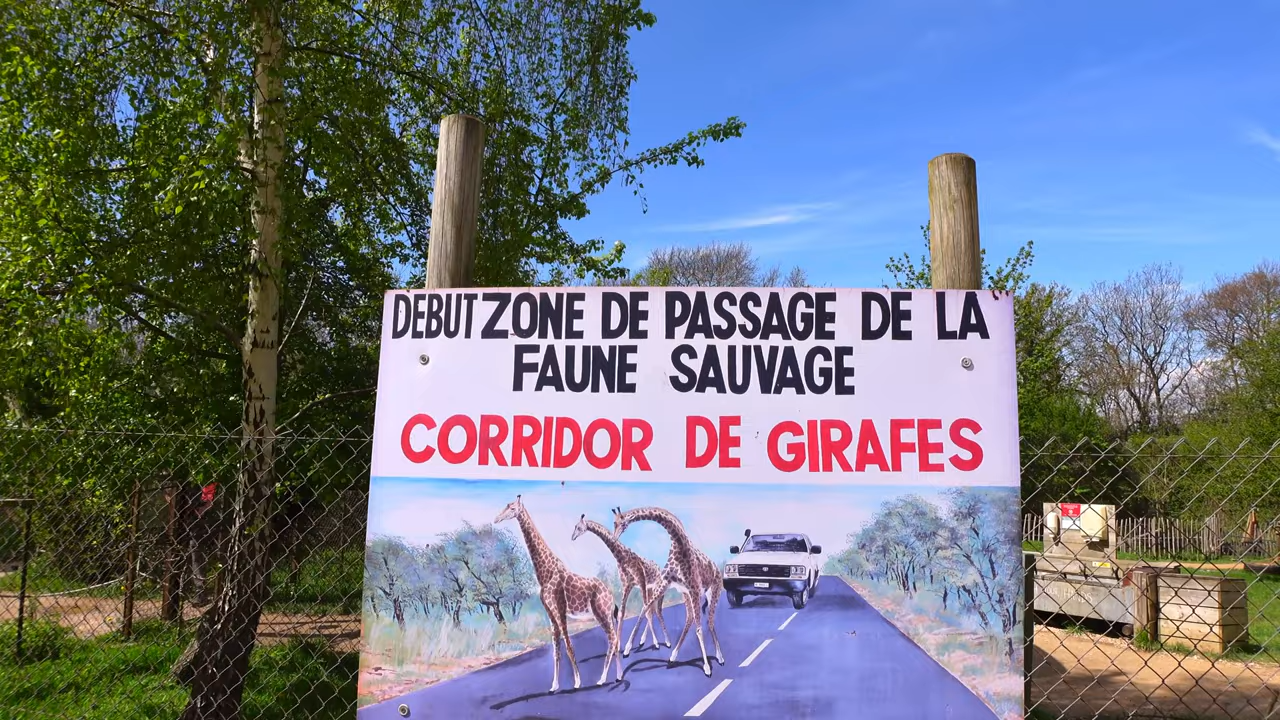 DEBUT ZONE DE PASSAGE DE LA
FAUNE SAUVAGE
CORRIDOR DE GIRAFES